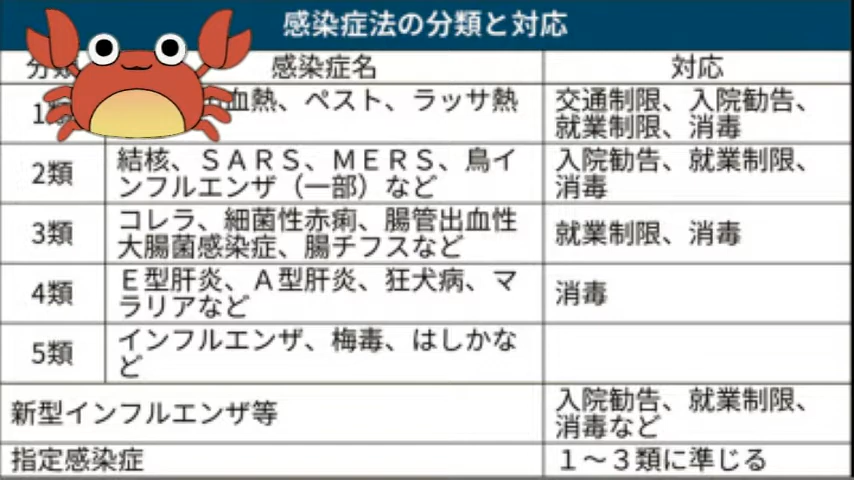 感染症法の分類と対応
感染症名 対応
血熱、ペスト、ラッサ熱 交通制限、入院勧告、
就業制限、消毒
2類 結核、ＳＡＲＳ、ＭＥＲＳ、鳥イ
ンフルエンザ（一部）など 入院勧告、就業制限、
消毒
3類 コレラ、細菌性赤痢、腸管出血性
大腸菌感染症、腸チフスなど 就業制限、消毒
4類 Ｅ型肝炎、Ａ型肝炎、狂犬病、マ
ラリアなど 消毒
5類 インフルエンザ、梅毒、はしかな
ど
新型インフルエンザ等 入院勧告、就業制限、
消毒など
指定感染症 １～３類に準じる